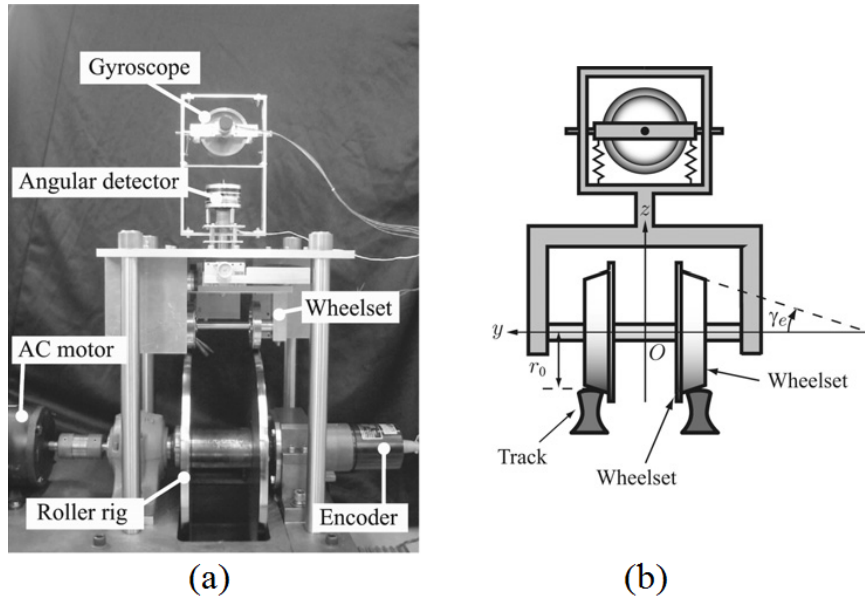 Gyroscope
Angular detector
Wheelset
AC motor
Roller rig
Encoder
(a)
z
y
O
r₀
γₑ
Wheelset
Track
Wheelset
(b)